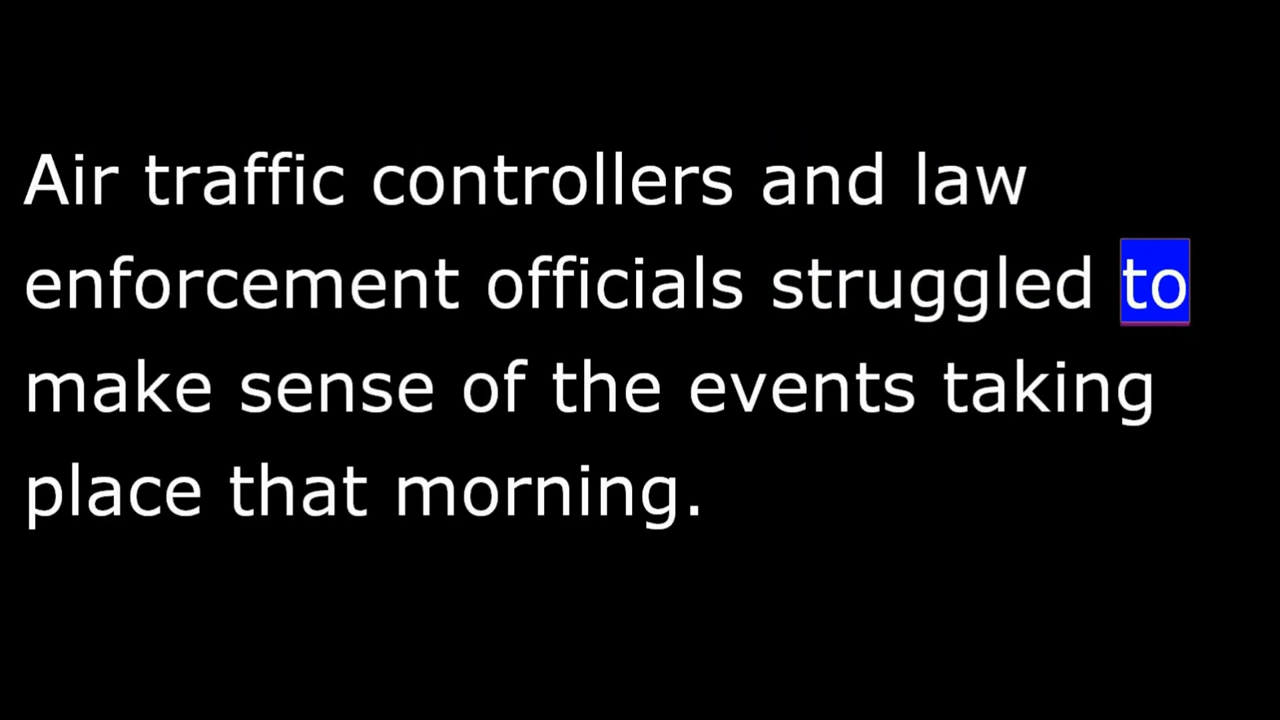 Air traffic controllers and law
enforcement officials struggled to
make sense of the events taking
place that morning.